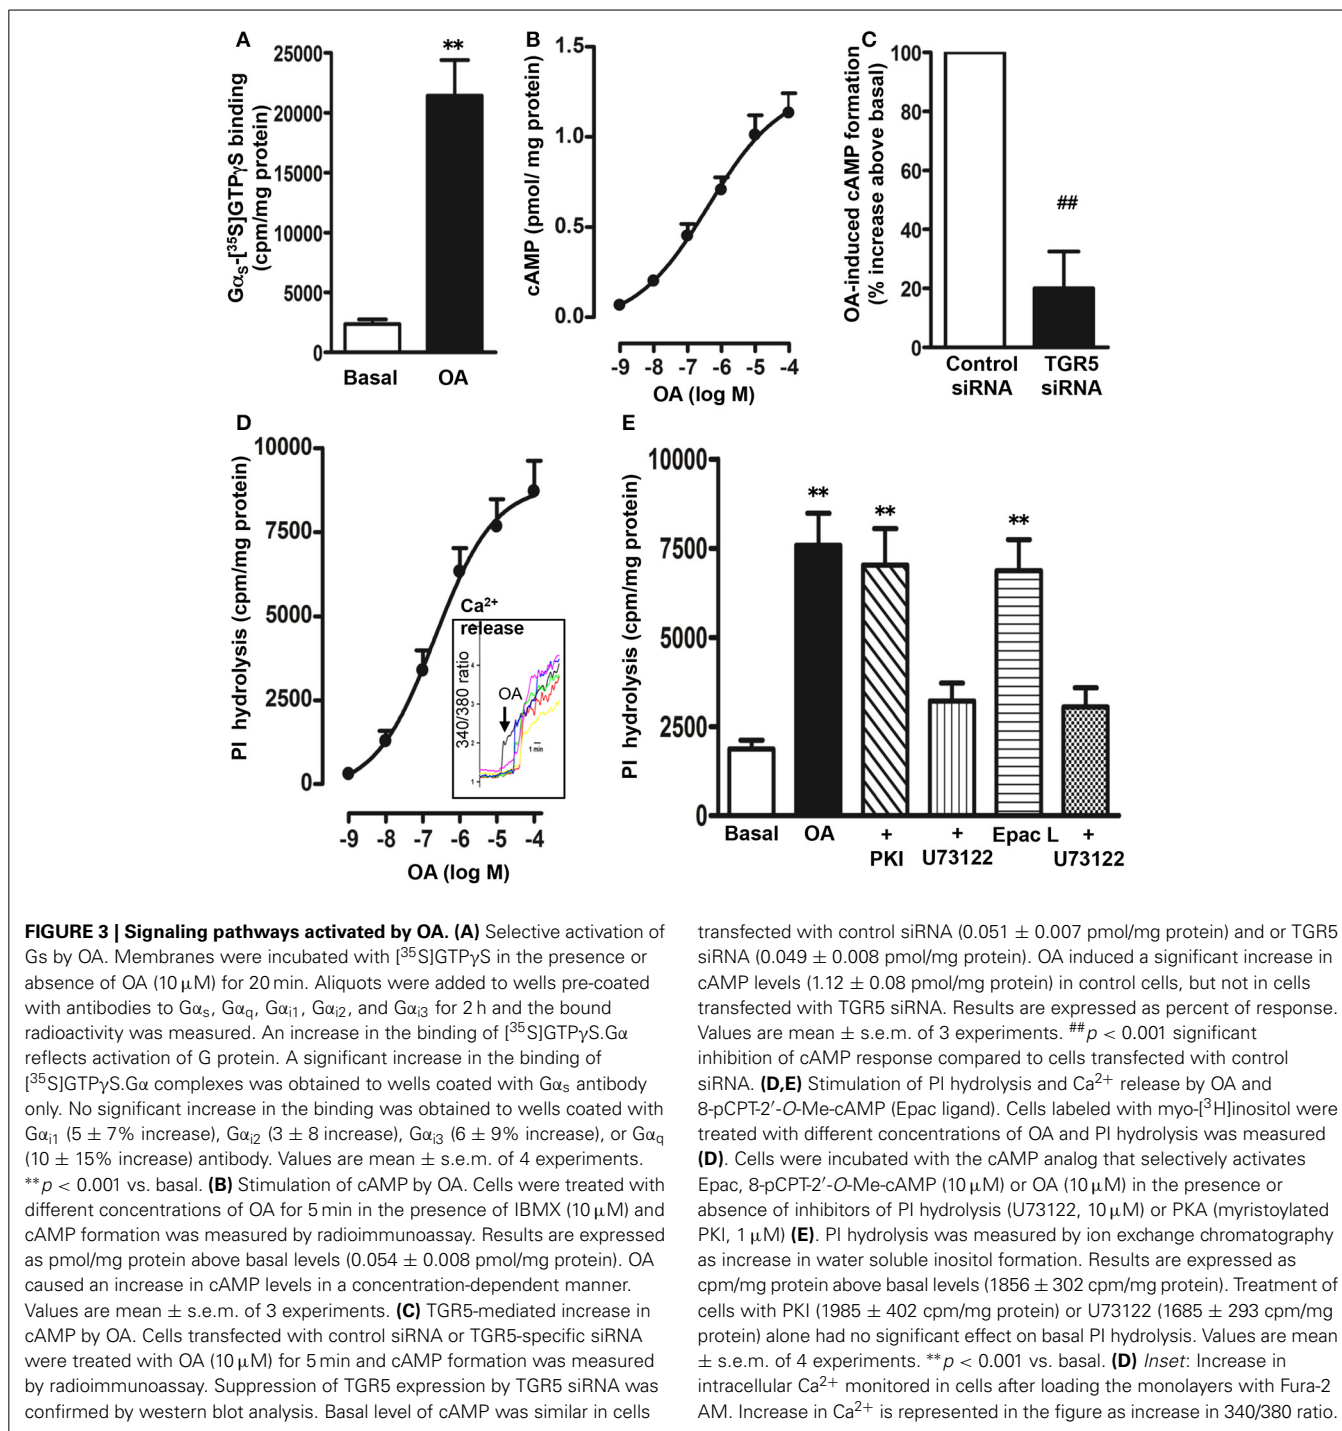 A
Gαs-[35S]GTPγS binding
(cpm/mg protein)
25000
20000
15000
10000
5000
0
**
Basal
OA
B
cAMP (pmol/ mg protein)
1.5
1.0
0.5
0.0
-9
-8
-7
-6
-5
-4
OA (log M)
C
OA-induced cAMP formation
(% increase above basal)
100
80
60
40
20
0
##
Control
siRNA
TGR5
siRNA
D
PI hydrolysis (cpm/mg protein)
10000
7500
5000
2500
0
-9
-8
-7
-6
-5
-4
OA (log M)
Ca2+
release
340/380 ratio
4
3
2
1
OA
1 min
E
PI hydrolysis (cpm/mg protein)
10000
7500
5000
2500
0
**
**
**
Basal
OA
+
PKI
+
U73122
Epac L
+
U73122
FIGURE 3 | Signaling pathways activated by OA. (A) Selective activation of
Gs by OA. Membranes were incubated with [35S]GTPγS in the presence or
absence of OA (10 μM) for 20 min. Aliquots were added to wells pre-coated
with antibodies to Gαs, Gαq, Gαi1, Gαi2, and Gαi3 for 2 h and the bound
radioactivity was measured. An increase in the binding of [35S]GTPγS.Gα
reflects activation of G protein. A significant increase in the binding of
[35S]GTPγS.Gα complexes was obtained to wells coated with Gαs antibody
only. No significant increase in the binding was obtained to wells coated with
Gαi1 (5 ± 7% increase), Gαi2 (3 ± 8 increase), Gαi3 (6 ± 9% increase), or Gαq
(10 ± 15% increase) antibody. Values are mean ± s.e.m. of 4 experiments.
**p < 0.001 vs. basal. (B) Stimulation of cAMP by OA. Cells were treated with
different concentrations of OA for 5 min in the presence of IBMX (10 μM) and
cAMP formation was measured by radioimmunoassay. Results are expressed
as pmol/mg protein above basal levels (0.054 ± 0.008 pmol/mg protein). OA
caused an increase in cAMP levels in a concentration-dependent manner.
Values are mean ± s.e.m. of 3 experiments. (C) TGR5-mediated increase in
cAMP by OA. Cells transfected with control siRNA or TGR5-specific siRNA
were treated with OA (10 μM) for 5 min and cAMP formation was measured
by radioimmunoassay. Suppression of TGR5 expression by TGR5 siRNA was
confirmed by western blot analysis. Basal level of cAMP was similar in cells
transfected with control siRNA (0.051 ± 0.007 pmol/mg protein) and or TGR5
siRNA (0.049 ± 0.008 pmol/mg protein). OA induced a significant increase in
cAMP levels (1.12 ± 0.08 pmol/mg protein) in control cells, but not in cells
transfected with TGR5 siRNA. Results are expressed as percent of response.
Values are mean ± s.e.m. of 3 experiments. ##p < 0.001 significant
inhibition of cAMP response compared to cells transfected with control
siRNA. (D,E) Stimulation of PI hydrolysis and Ca2+ release by OA and
8-pCPT-2′-O-Me-cAMP (Epac ligand). Cells labeled with myo-[3H]inositol were
treated with different concentrations of OA and PI hydrolysis was measured
(D). Cells were incubated with the cAMP analog that selectively activates
Epac, 8-pCPT-2′-O-Me-cAMP (10 μM) or OA (10 μM) in the presence or
absence of inhibitors of PI hydrolysis (U73122, 10 μM) or PKA (myristoylated
PKI, 1 μM) (E). PI hydrolysis was measured by ion exchange chromatography
as increase in water soluble inositol formation. Results are expressed as
cpm/mg protein above basal levels (1856 ± 302 cpm/mg protein). Treatment of
cells with PKI (1985 ± 402 cpm/mg protein) or U73122 (1685 ± 293 cpm/mg
protein) alone had no significant effect on basal PI hydrolysis. Values are mean
± s.e.m. of 4 experiments. **p < 0.001 vs. basal. (D) Inset: Increase in
intracellular Ca2+ monitored in cells after loading the monolayers with Fura-2
AM. Increase in Ca2+ is represented in the figure as increase in 340/380 ratio.